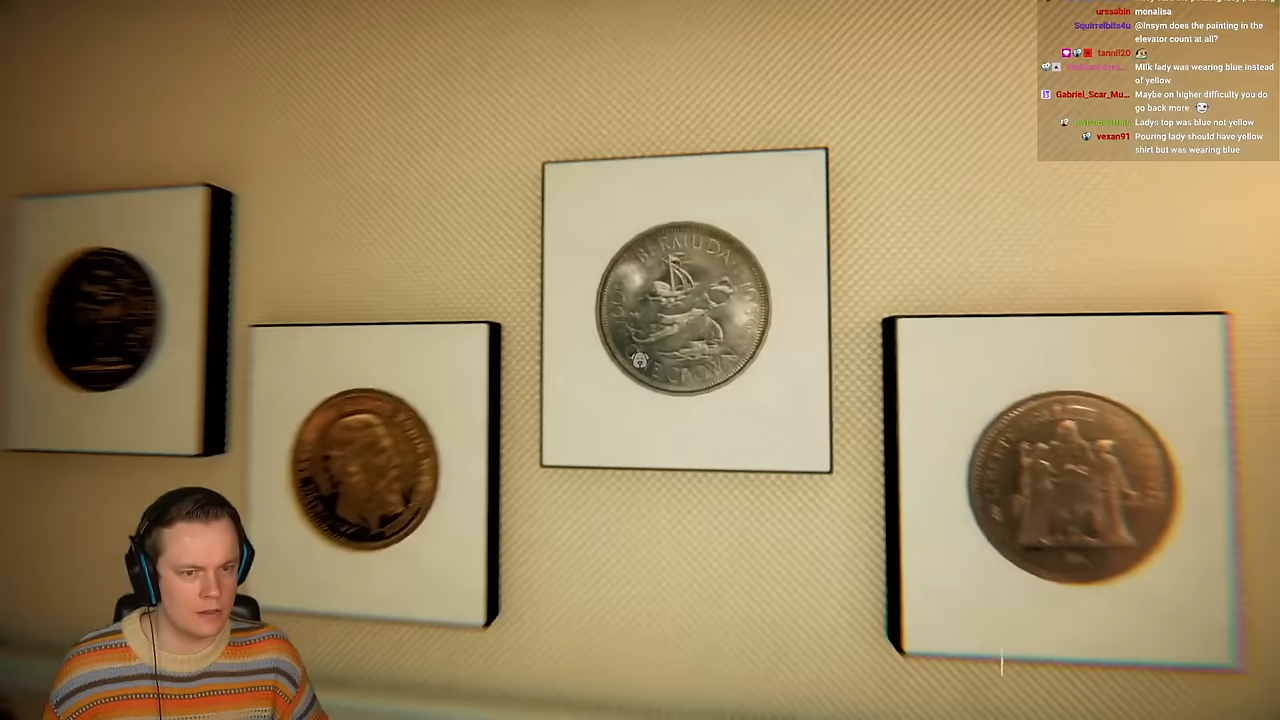 urssabin monalisa
Squirrelbits4u @Insym does the painting in the
elevator count at all?
tannli20
Milk lady was wearing blue instead
of yellow
Gabriel_Scar_Mu... Maybe on higher difficulty you do
go back more
Ladys top was blue not yellow
vexan91 Pouring lady should have yellow
shirt but was wearing blue
BERMUDA
CROWN